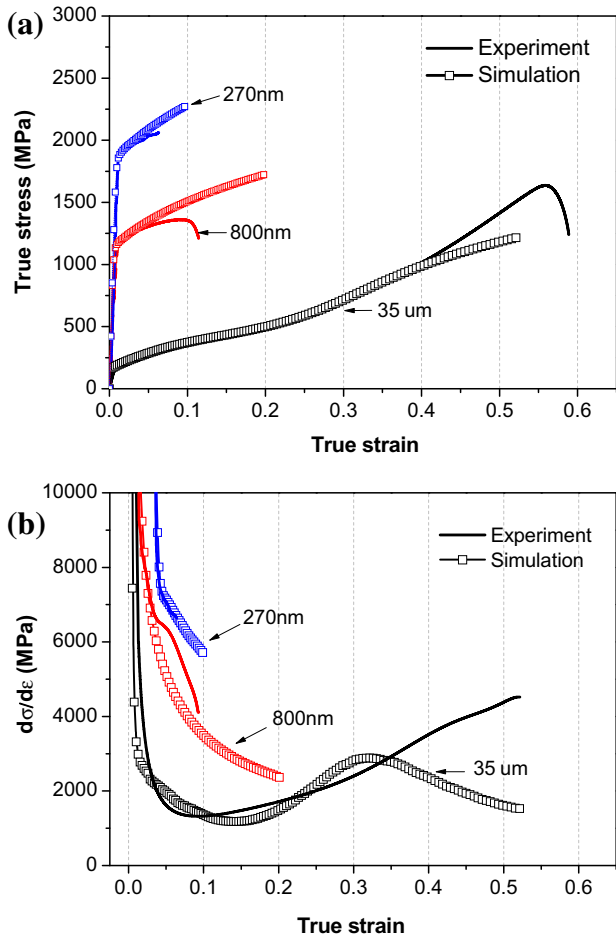 (a)
3000
2500
2000
1500
1000
500
0
True stress (MPa)
Experiment
Simulation
270nm
800nm
35 um
0.0 0.1 0.2 0.3 0.4 0.5 0.6
True strain
(b)
10000
8000
6000
4000
2000
0
dσ/dε (MPa)
Experiment
Simulation
270nm
800nm
35 um
0.0 0.1 0.2 0.3 0.4 0.5 0.6
True strain